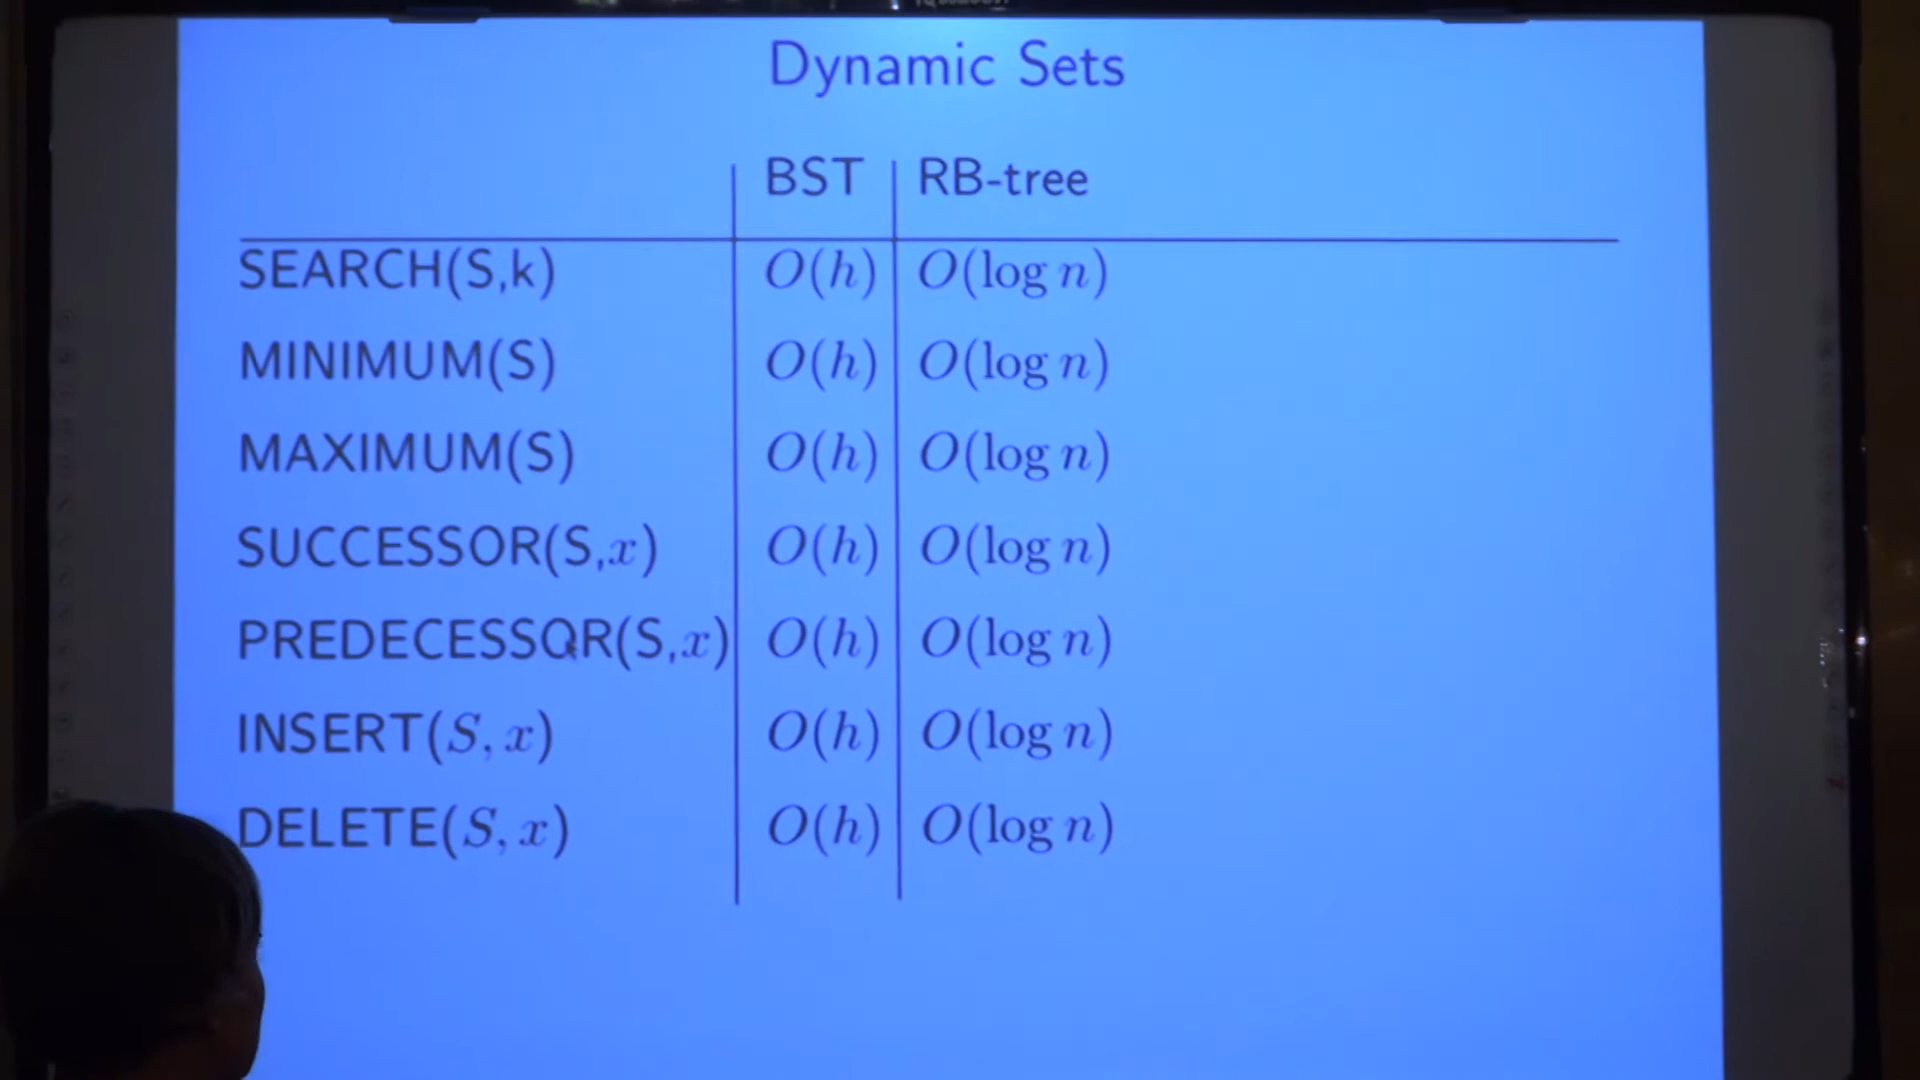 Dynamic Sets
BST RB-tree
SEARCH(S,k) O(h) O(log n)
MINIMUM(S) O(h) O(log n)
MAXIMUM(S) O(h) O(log n)
SUCCESSOR(S,x) O(h) O(log n)
PREDECESSOR(S,x) O(h) O(log n)
INSERT(S, x) O(h) O(log n)
DELETE(S, x) O(h) O(log n)